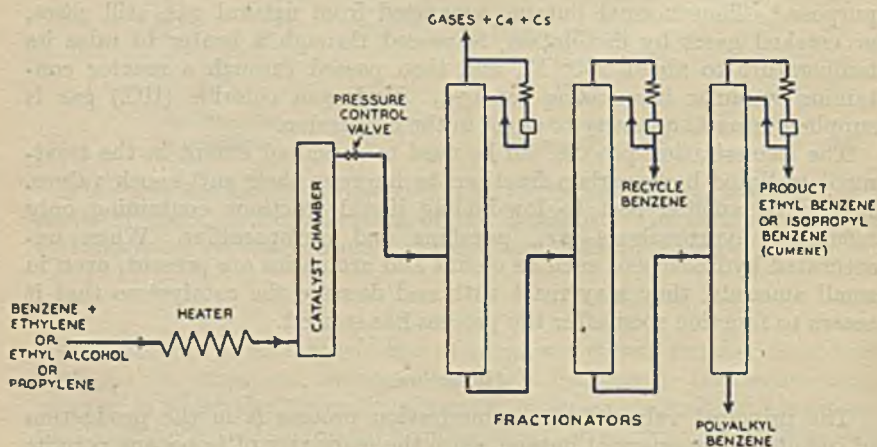 GASES + C4 + C5
PRESSURE
CONTROL
VALVE
CATALYST CHAMBER
RECYCLE
BENZENE
PRODUCT
ETHYL BENZENE
OR ISOPROPYL
BENZENE
(CUMENE)
BENZENE +
ETHYLENE
OR
ETHYL ALCOHOL
OR
PROPYLENE
HEATER
FRACTIONATORS
POLYALKYL
BENZENE